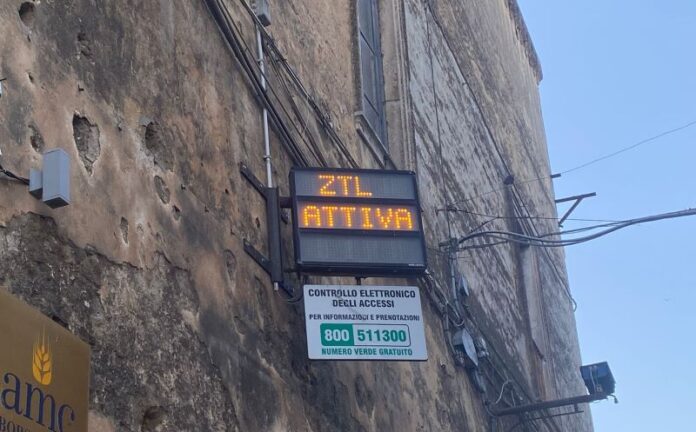 ZTL
ATTIVA
CONTROLLO ELETTRONICO
DEGLI ACCESSI
PER INFORMAZIONI E PRENOTAZIONI
800 511300
NUMERO VERDE GRATUITO
amc